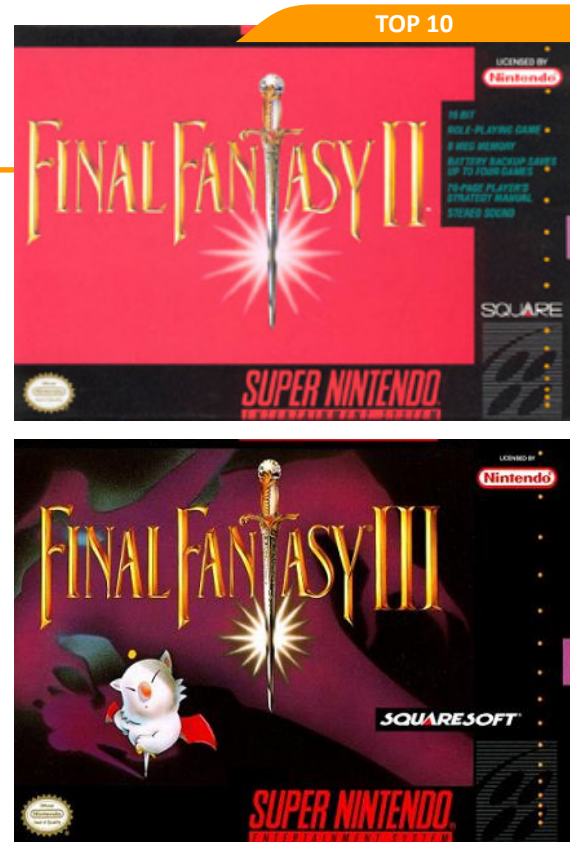 TOP 10
LICENSED BY
Nintendo
FINAL FANTASY II
16 BIT
ROLE-PLAYING GAME
8 MEG MEMORY
BATTERY BACKUP SAVES
UP TO FOUR GAMES
76-PAGE PLAYER'S
STRATEGY MANUAL
STEREO SOUND
SQUARE
SUPER NINTENDO
ENTERTAINMENT SYSTEM
LICENSED BY
Nintendo
FINAL FANTASY III
SQUARESOFT
SUPER NINTENDO
ENTERTAINMENT SYSTEM